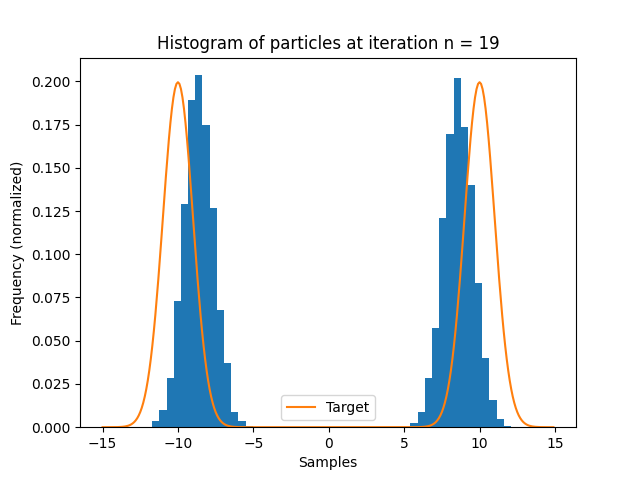 Histogram of particles at iteration n = 19
Frequency (normalized)
0.200
0.175
0.150
0.125
0.100
0.075
0.050
0.025
0.000
Target
−15 −10 −5 0 5 10 15
Samples